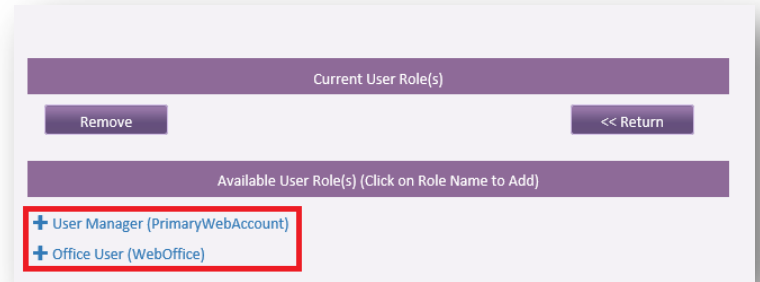 Current User Role(s)
Remove
<< Return
Available User Role(s) (Click on Role Name to Add)
User Manager (PrimaryWebAccount)
Office User (WebOffice)